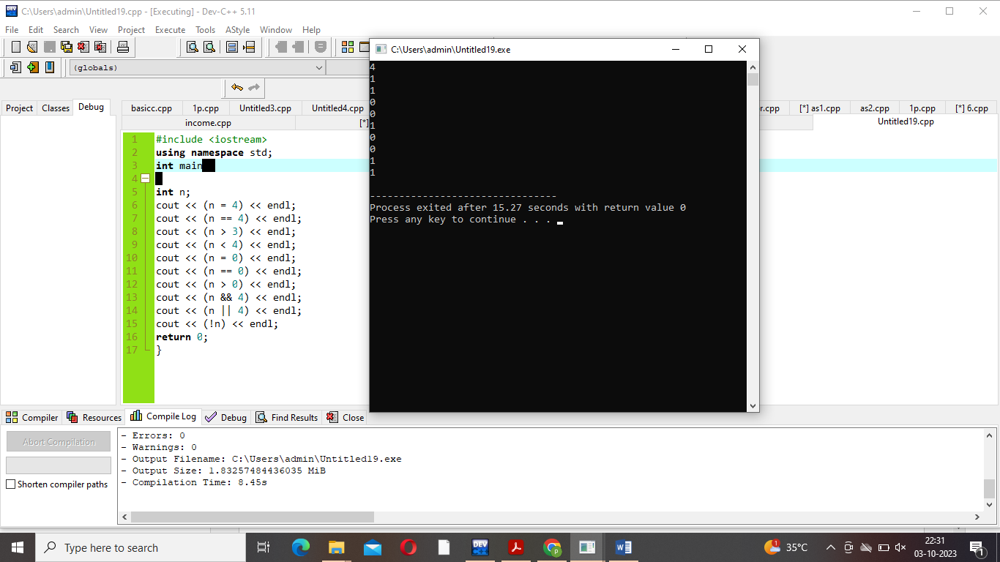 C:\Users\admin\Untitled19.cpp - [Executing] - Dev-C++ 5.11
File Edit Search View Project Execute Tools AStyle Window Help
C:\Users\admin\Untitled19.exe
(globals)
Project Classes Debug
basicc.cpp 1p.cpp Untitled3.cpp Untitled4.cpp r.cpp [*] as1.cpp as2.cpp 1p.cpp [*] 6.cpp
income.cpp [*] Untitled19.cpp
1 #include <iostream>
2 using namespace std;
3 int main
4
5 int n;
6 cout << (n = 4) << endl;
7 cout << (n == 4) << endl;
8 cout << (n > 3) << endl;
9 cout << (n < 4) << endl;
10 cout << (n = 0) << endl;
11 cout << (n == 0) << endl;
12 cout << (n > 0) << endl;
13 cout << (n && 4) << endl;
14 cout << (n || 4) << endl;
15 cout << (!n) << endl;
16 return 0;
17 }
4
1
1
0
0
1
0
0
1
1
--------------------------------
Process exited after 15.27 seconds with return value 0
Press any key to continue . . .
Compiler Resources Compile Log Debug Find Results Close
Abort Compilation
Shorten compiler paths
- Errors: 0
- Warnings: 0
- Output Filename: C:\Users\admin\Untitled19.exe
- Output Size: 1.83257484436035 MiB
- Compilation Time: 8.45s
Type here to search
DEV
1
35°C
22:31
03-10-2023
1